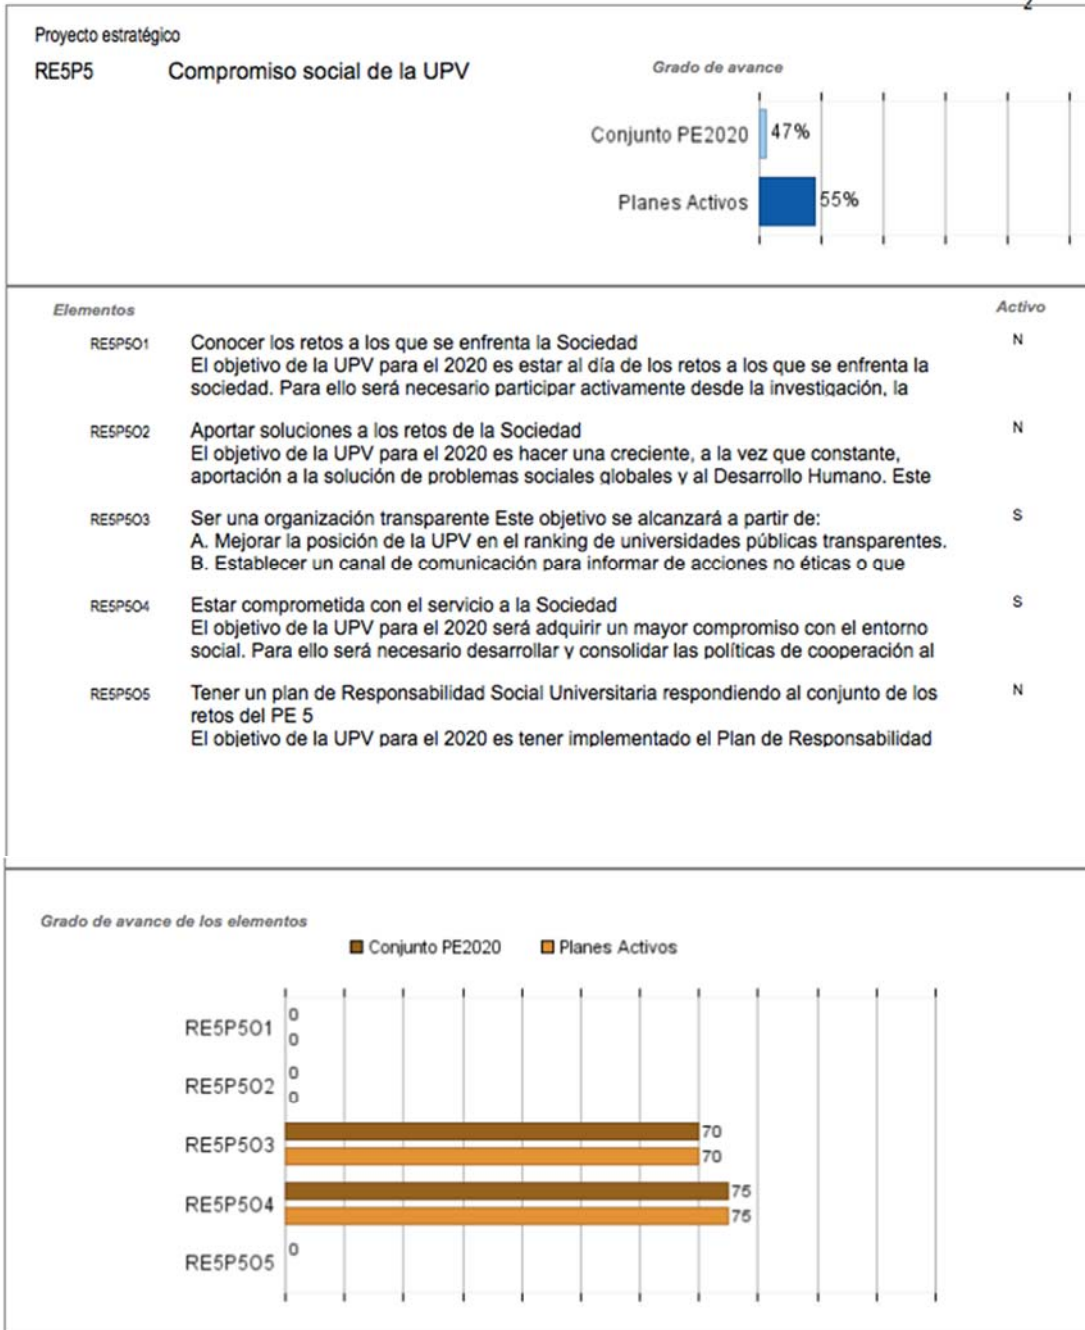 2
Proyecto estratégico
RE5P5 Compromiso social de la UPV
Grado de avance
Conjunto PE2020 47%
Planes Activos 55%
Elementos Activo
RE5P5O1 Conocer los retos a los que se enfrenta la Sociedad N
El objetivo de la UPV para el 2020 es estar al día de los retos a los que se enfrenta la
sociedad. Para ello será necesario participar activamente desde la investigación, la
RE5P5O2 Aportar soluciones a los retos de la Sociedad N
El objetivo de la UPV para el 2020 es hacer una creciente, a la vez que constante,
aportación a la solución de problemas sociales globales y al Desarrollo Humano. Este
RE5P5O3 Ser una organización transparente Este objetivo se alcanzará a partir de: S
A. Mejorar la posición de la UPV en el ranking de universidades públicas transparentes.
B. Establecer un canal de comunicación para informar de acciones no éticas o que
RE5P5O4 Estar comprometida con el servicio a la Sociedad S
El objetivo de la UPV para el 2020 será adquirir un mayor compromiso con el entorno
social. Para ello será necesario desarrollar y consolidar las políticas de cooperación al
RE5P5O5 Tener un plan de Responsabilidad Social Universitaria respondiendo al conjunto de los N
retos del PE 5
El objetivo de la UPV para el 2020 es tener implementado el Plan de Responsabilidad
Grado de avance de los elementos
Conjunto PE2020 Planes Activos
RE5P5O1 0
0
RE5P5O2 0
0
RE5P5O3 70
70
RE5P5O4 75
75
RE5P5O5 0